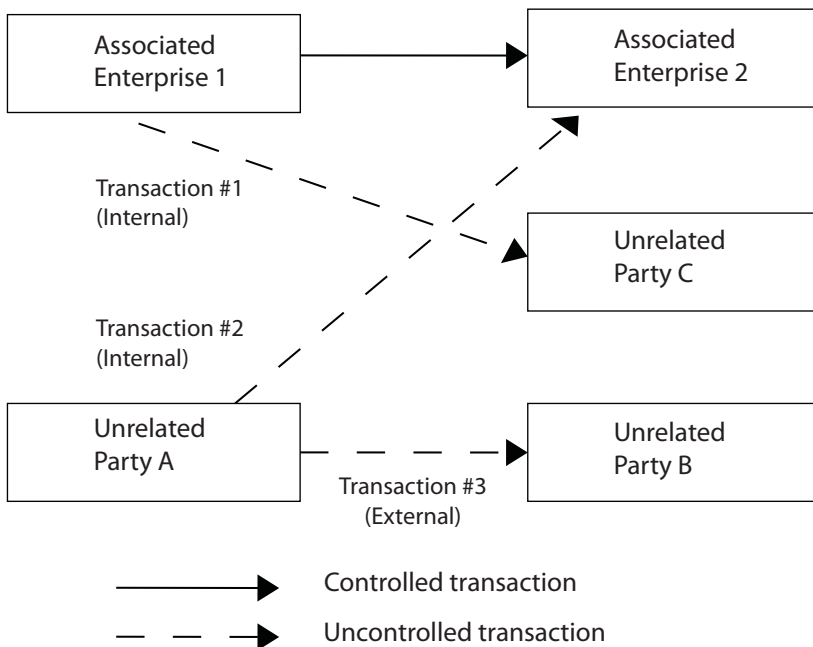 Associated
Enterprise 1
Associated
Enterprise 2
Transaction #1
(Internal)
Unrelated
Party C
Transaction #2
(Internal)
Unrelated
Party A
Unrelated
Party B
Transaction #3
(External)
Controlled transaction
Uncontrolled transaction